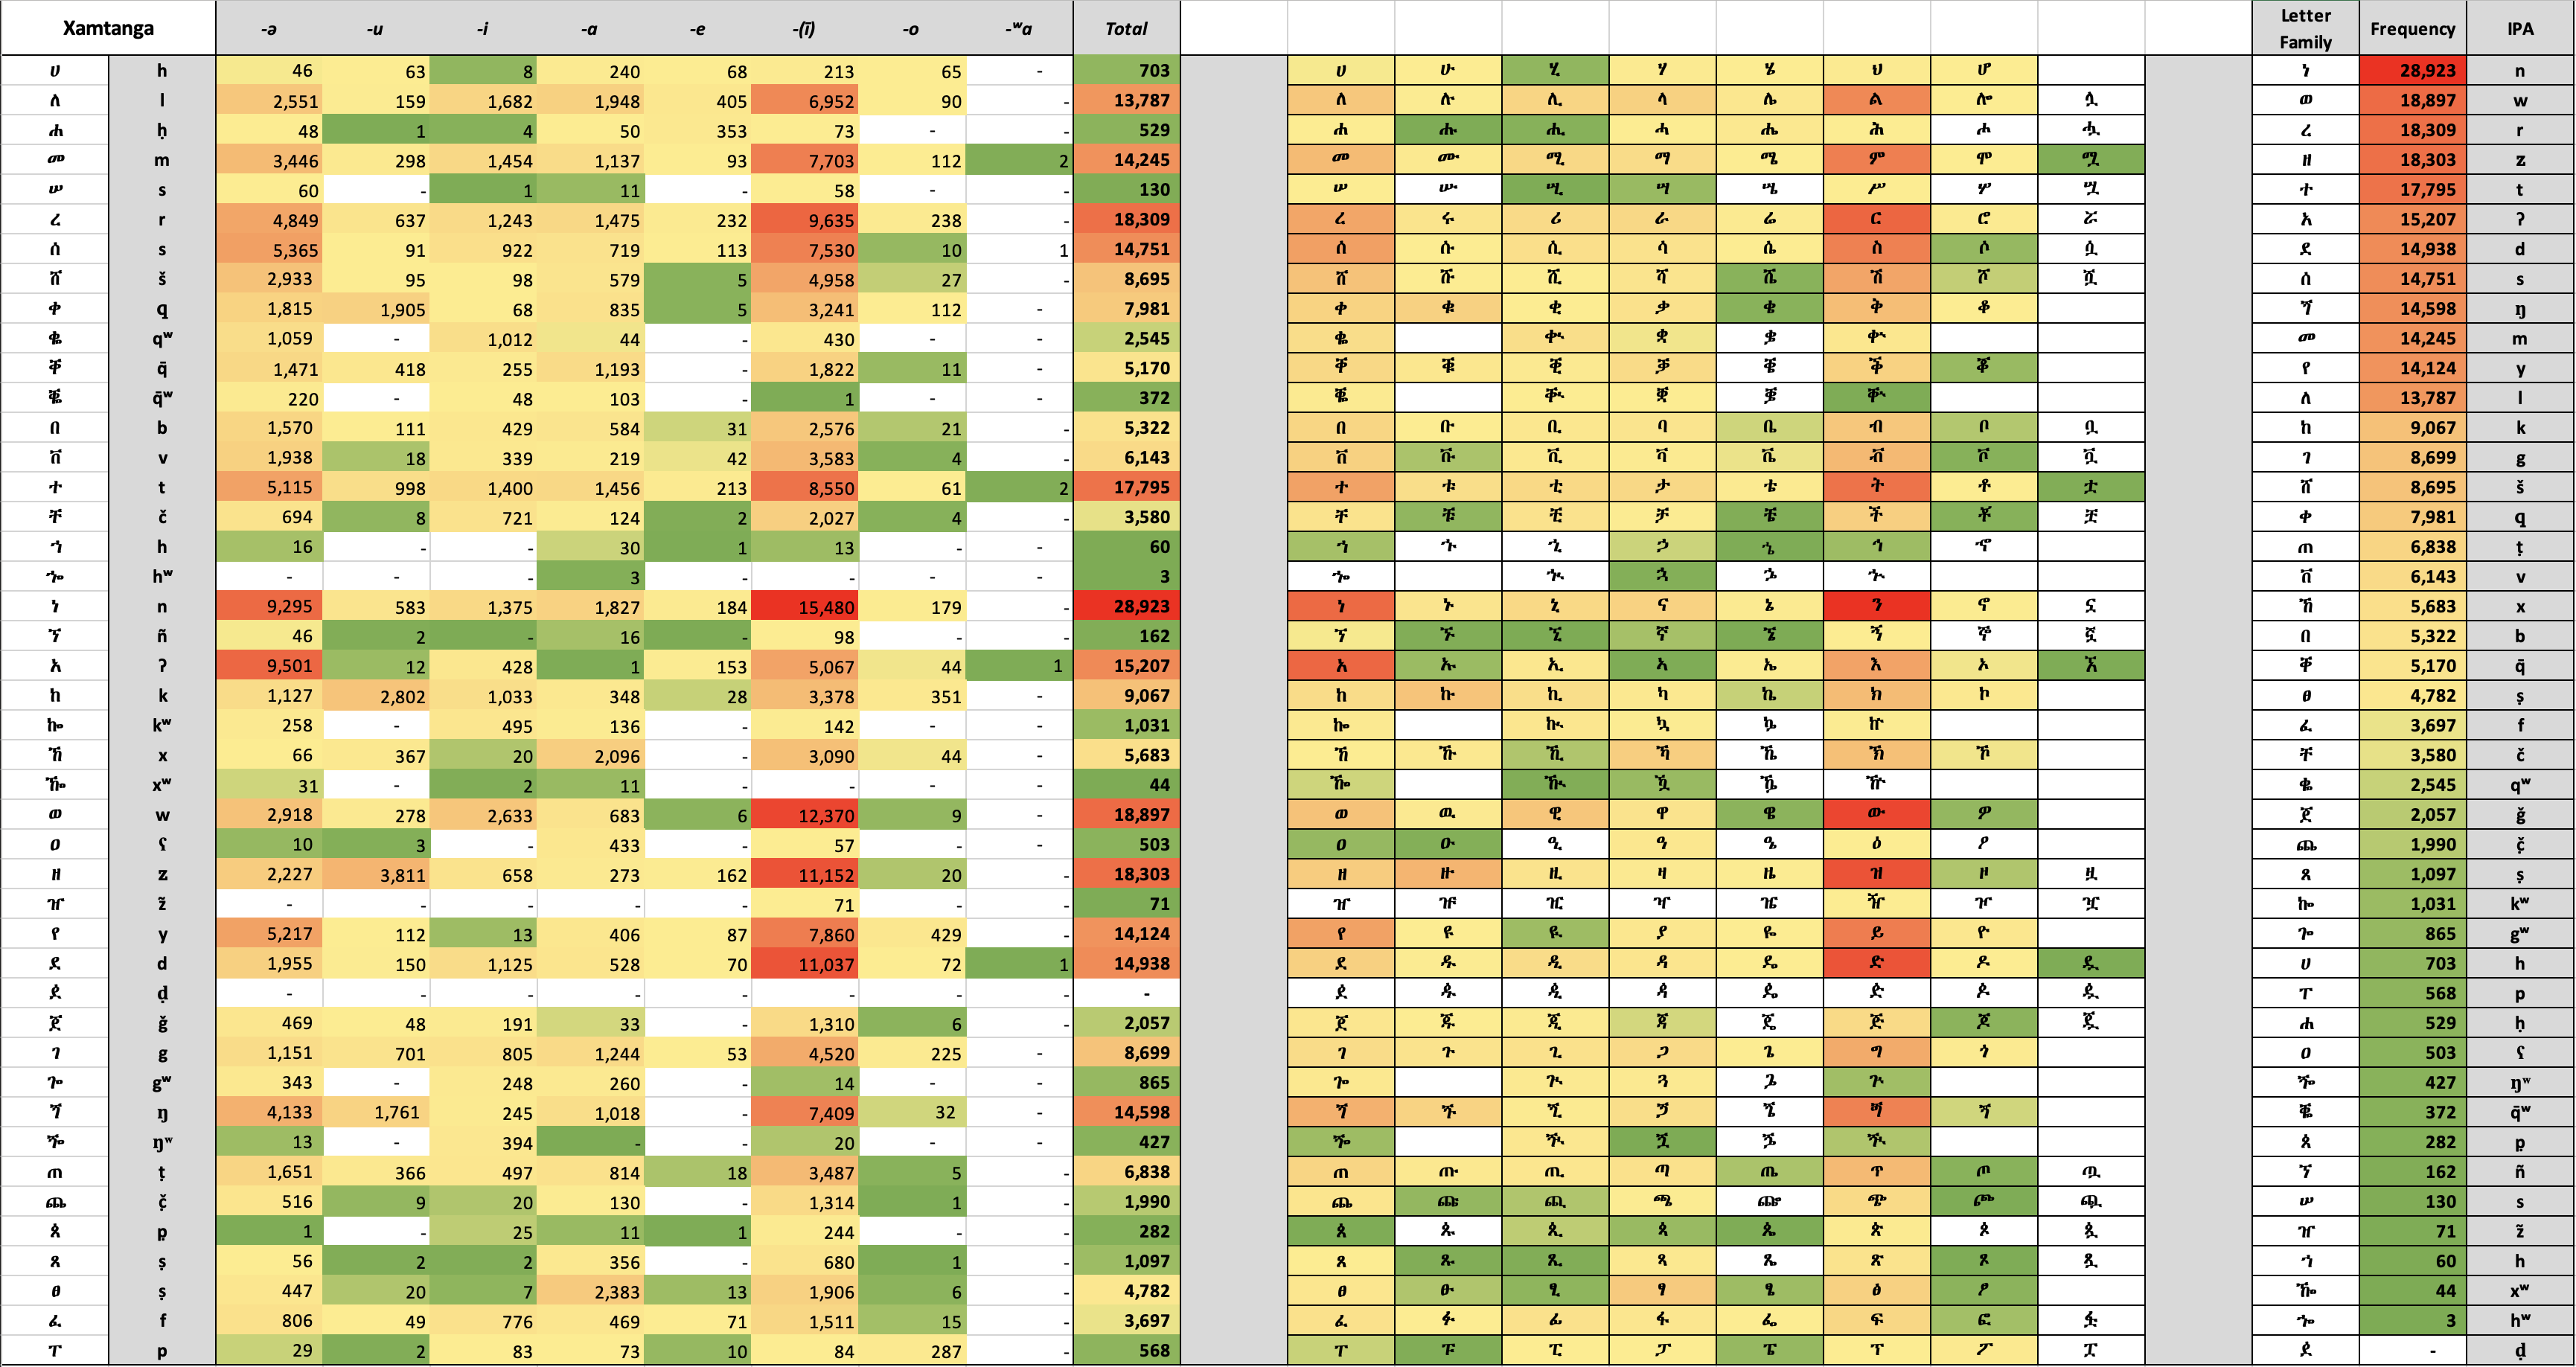 Xamtanga -ə -u -i -a -e -(ī) -o -ʷa Total Letter Family Frequency IPA
ሀ h 46 63 8 240 68 213 65 - 703 ሀ ሁ ሂ ሃ ሄ ህ ሆ ነ 28,923 n
ለ l 2,551 159 1,682 1,948 405 6,952 90 - 13,787 ለ ሉ ሊ ላ ሌ ል ሎ ሏ ወ 18,897 w
ሐ ḥ 48 1 4 50 353 73 - - 529 ሐ ሑ ሒ ሓ ሔ ሕ ሖ ሗ ረ 18,309 r
መ m 3,446 298 1,454 1,137 93 7,703 112 2 14,245 መ ሙ ሚ ማ ሜ ም ሞ ሟ ዘ 18,303 z
ሠ s 60 - 1 11 - 58 - - 130 ሠ ሡ ሢ ሣ ሤ ሥ ሦ ሧ ተ 17,795 t
ረ r 4,849 637 1,243 1,475 232 9,635 238 - 18,309 ረ ሩ ሪ ራ ሬ ር ሮ ሯ አ 15,207 ʔ
ሰ s 5,365 91 922 719 113 7,530 10 1 14,751 ሰ ሱ ሲ ሳ ሴ ስ ሶ ሷ ደ 14,938 d
ሸ š 2,933 95 98 579 5 4,958 27 - 8,695 ሸ ሹ ሺ ሻ ሼ ሽ ሾ ሿ ሰ 14,751 s
ቀ q 1,815 1,905 68 835 5 3,241 112 - 7,981 ቀ ቁ ቂ ቃ ቄ ቅ ቆ ⶀ 14,598 ŋ
ቈ qʷ 1,059 - 1,012 44 - 430 - - 2,545 ቈ ቊ ቋ ቌ ቍ መ 14,245 m
ቐ q̄ 1,471 418 255 1,193 - 1,822 11 - 5,170 ቐ ቑ ቒ ቓ ቔ ቕ ቖ የ 14,124 y
ቘ q̄ʷ 220 - 48 103 - 1 - - 372 ቘ ቚ ቛ ቜ ቝ ለ 13,787 l
በ b 1,570 111 429 584 31 2,576 21 - 5,322 በ ቡ ቢ ባ ቤ ብ ቦ ቧ ከ 9,067 k
ቨ v 1,938 18 339 219 42 3,583 4 - 6,143 ቨ ቩ ቪ ቫ ቬ ቭ ቮ ቯ ገ 8,699 g
ተ t 5,115 998 1,400 1,456 213 8,550 61 2 17,795 ተ ቱ ቲ ታ ቴ ት ቶ ቷ ሸ 8,695 š
ቸ č 694 8 721 124 2 2,027 4 - 3,580 ቸ ቹ ቺ ቻ ቼ ች ቾ ቿ ቀ 7,981 q
ኀ h 16 - - 30 1 13 - - 60 ኀ ኁ ኂ ኃ ኄ ኅ ኆ ጠ 6,838 ṭ
ኈ hʷ - - - 3 - - - - 3 ኈ ኊ ኋ ኌ ኍ ቨ 6,143 v
ነ n 9,295 583 1,375 1,827 184 15,480 179 - 28,923 ነ ኑ ኒ ና ኔ ን ኖ ኗ ኸ 5,683 x
ኘ ñ 46 2 - 16 - 98 - - 162 ኘ ኙ ኚ ኛ ኜ ኝ ኞ ኟ በ 5,322 b
አ ʔ 9,501 12 428 1 153 5,067 44 1 15,207 አ ኡ ኢ ኣ ኤ እ ኦ ኧ ቐ 5,170 q̄
ከ k 1,127 2,802 1,033 348 28 3,378 351 - 9,067 ከ ኩ ኪ ካ ኬ ክ ኮ ፀ 4,782 ṣ
ኰ kʷ 258 - 495 136 - 142 - - 1,031 ኰ ኲ ኳ ኴ ኵ ፈ 3,697 f
ኸ x 66 367 20 2,096 - 3,090 44 - 5,683 ኸ ኹ ኺ ኻ ኼ ኽ ኾ ቸ 3,580 č
ዀ xʷ 31 - 2 11 - - - - 44 ዀ ዂ ዃ ዄ ዅ ቈ 2,545 qʷ
ወ w 2,918 278 2,633 683 6 12,370 9 - 18,897 ወ ዉ ዊ ዋ ዌ ው ዎ ጀ 2,057 ǧ
ዐ ʕ 10 3 - 433 - 57 - - 503 ዐ ዑ ዒ ዓ ዔ ዕ ዖ ጨ 1,990 č̣
ዘ z 2,227 3,811 658 273 162 11,152 20 - 18,303 ዘ ዙ ዚ ዛ ዜ ዝ ዞ ዟ ጸ 1,097 ṣ
ዠ z̃ - - - - - 71 - - 71 ዠ ዡ ዢ ዣ ዤ ዥ ዦ ዧ ኰ 1,031 kʷ
የ y 5,217 112 13 406 87 7,860 429 - 14,124 የ ዩ ዪ ያ ዬ ይ ዮ ጐ 865 gʷ
ደ d 1,955 150 1,125 528 70 11,037 72 1 14,938 ደ ዱ ዲ ዳ ዴ ድ ዶ ዷ ሀ 703 h
ዸ ḍ - - - - - - - - - ዸ ዹ ዺ ዻ ዼ ዽ ዾ ዿ ፐ 568 p
ጀ ǧ 469 48 191 33 - 1,310 6 - 2,057 ጀ ጁ ጂ ጃ ጄ ጅ ጆ ጇ ሐ 529 ḥ
ገ g 1,151 701 805 1,244 53 4,520 225 - 8,699 ገ ጉ ጊ ጋ ጌ ግ ጎ ዐ 503 ʕ
ጐ gʷ 343 - 248 260 - 14 - - 865 ጐ ጒ ጓ ጔ ጕ ጟ 427 ŋʷ
ጘ ŋ 4,133 1,761 245 1,018 - 7,409 32 - 14,598 ጘ ጙ ጚ ጛ ጜ ጝ ጞ ቘ 372 q̄ʷ
ⶓ ŋʷ 13 - 394 - - 20 - - 427 ⶓ ⶔ ጟ ⶕ ⶖ ጰ 282 p̣
ጠ ṭ 1,651 366 497 814 18 3,487 5 - 6,838 ጠ ጡ ጢ ጣ ጤ ጥ ጦ ጧ ኘ 162 ñ
ጨ č̣ 516 9 20 130 - 1,314 1 - 1,990 ጨ ጩ ጪ ጫ ጬ ጭ ጮ ጯ ሠ 130 s
ጰ p̣ 1 - 25 11 1 244 - - 282 ጰ ጱ ጲ ጳ ጴ ጵ ጶ ጷ ዠ 71 z̃
ጸ ṣ 56 2 2 356 - 680 1 - 1,097 ጸ ጹ ጺ ጻ ጼ ጽ ጾ ጿ ኀ 60 h
ፀ ṣ 447 20 7 2,383 13 1,906 6 - 4,782 ፀ ፁ ፂ ፃ ፄ ፅ ፆ ዀ 44 xʷ
ፈ f 806 49 776 469 71 1,511 15 - 3,697 ፈ ፉ ፊ ፋ ፌ ፍ ፎ ፏ ኈ 3 hʷ
ፐ p 29 2 83 73 10 84 287 - 568 ፐ ፑ ፒ ፓ ፔ ፕ ፖ ፗ ዸ - ḍ